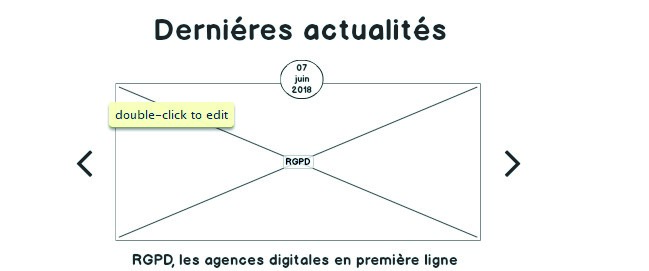 Derniéres actualités
07
juin
2018
double-click to edit
RGPD
RGPD, les agences digitales en première ligne